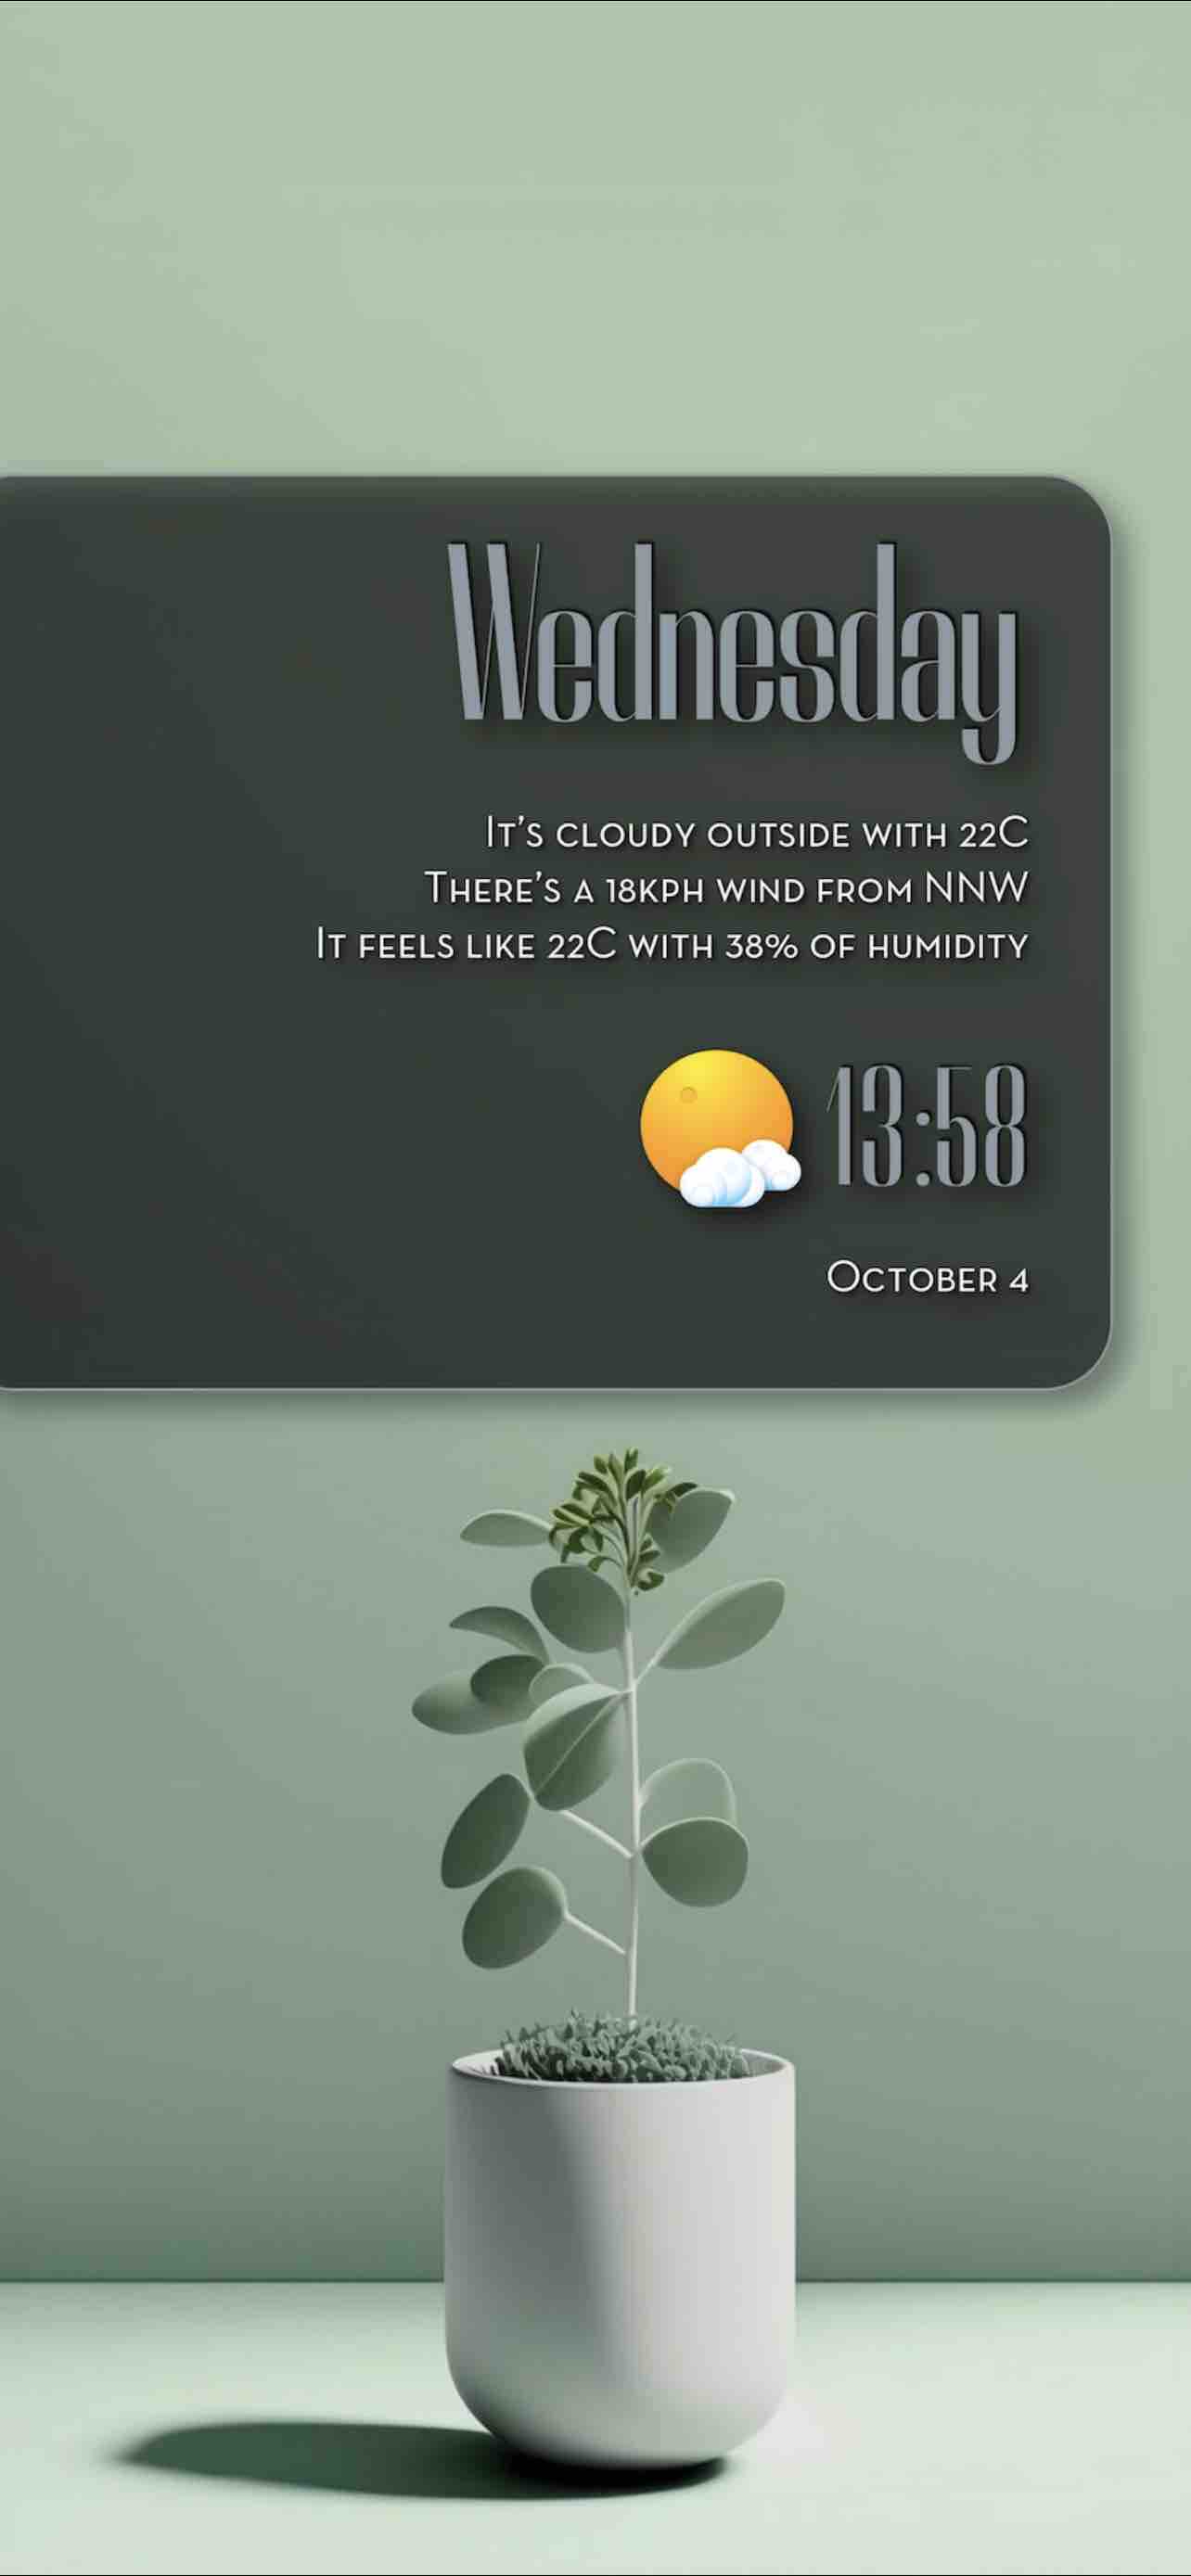 Wednesday
It's cloudy outside with 22C
There's a 18kph wind from NNW
It feels like 22C with 38% of humidity
13:58
October 4